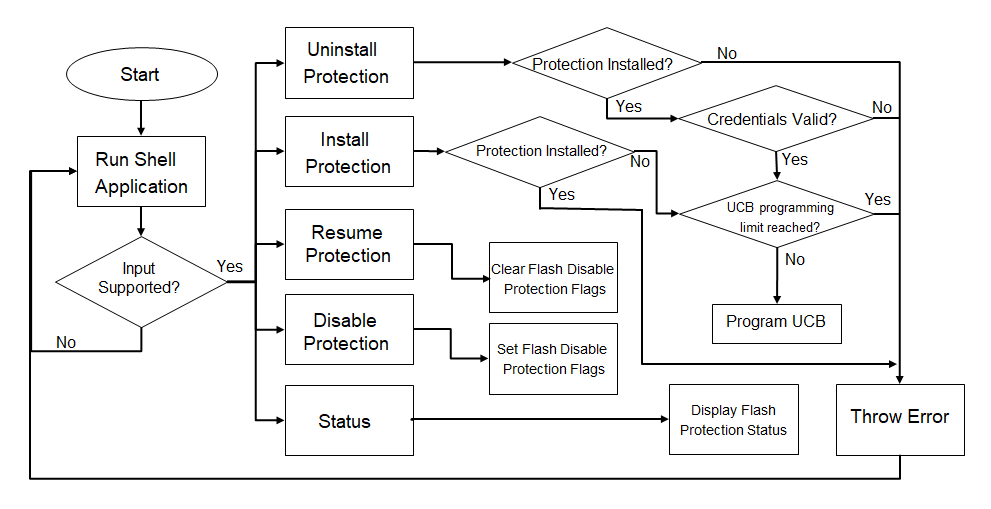 Start
Run Shell
Application
Input
Supported?
Yes
No
Uninstall
Protection
Protection Installed?
No
Yes
Credentials Valid?
No
Yes
Install
Protection
Protection Installed?
No
Yes
UCB programming
limit reached?
Yes
No
Program UCB
Resume
Protection
Clear Flash Disable
Protection Flags
Disable
Protection
Set Flash Disable
Protection Flags
Status
Display Flash
Protection Status
Throw Error